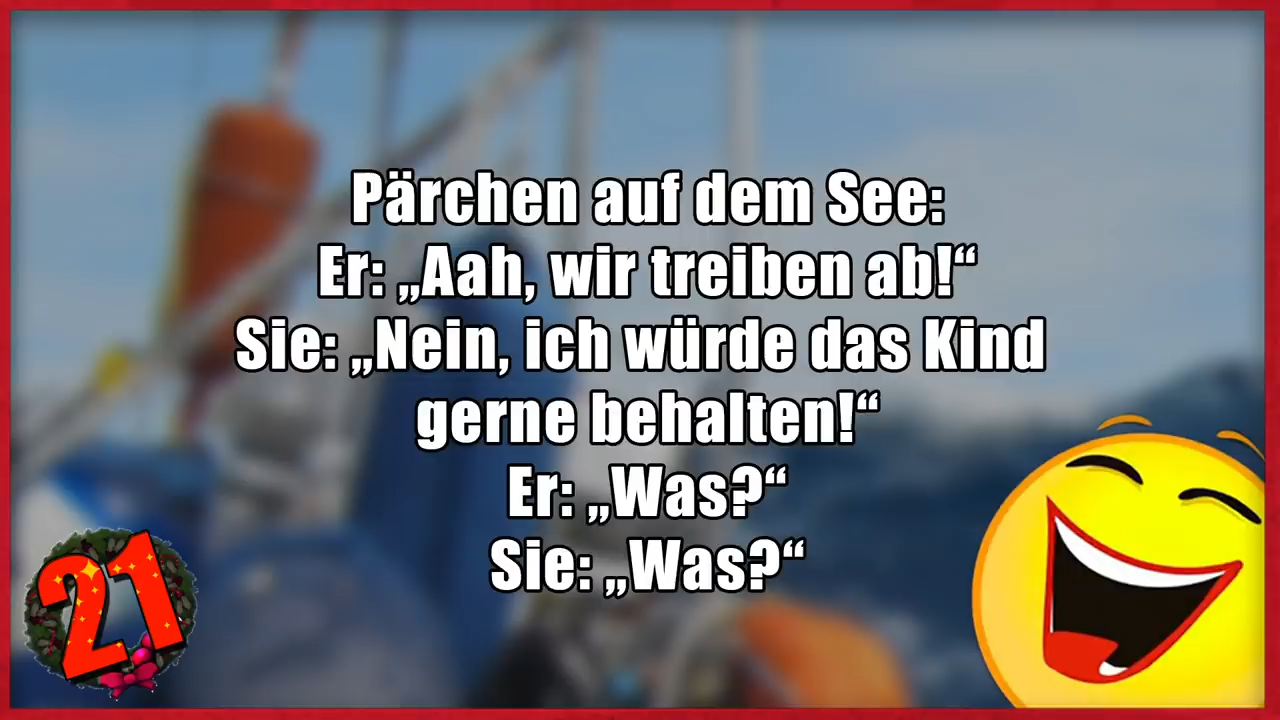 Pärchen auf dem See:
Er: „Aah, wir treiben ab!“
Sie: „Nein, ich würde das Kind
gerne behalten!“
Er: „Was?“
Sie: „Was?“
21